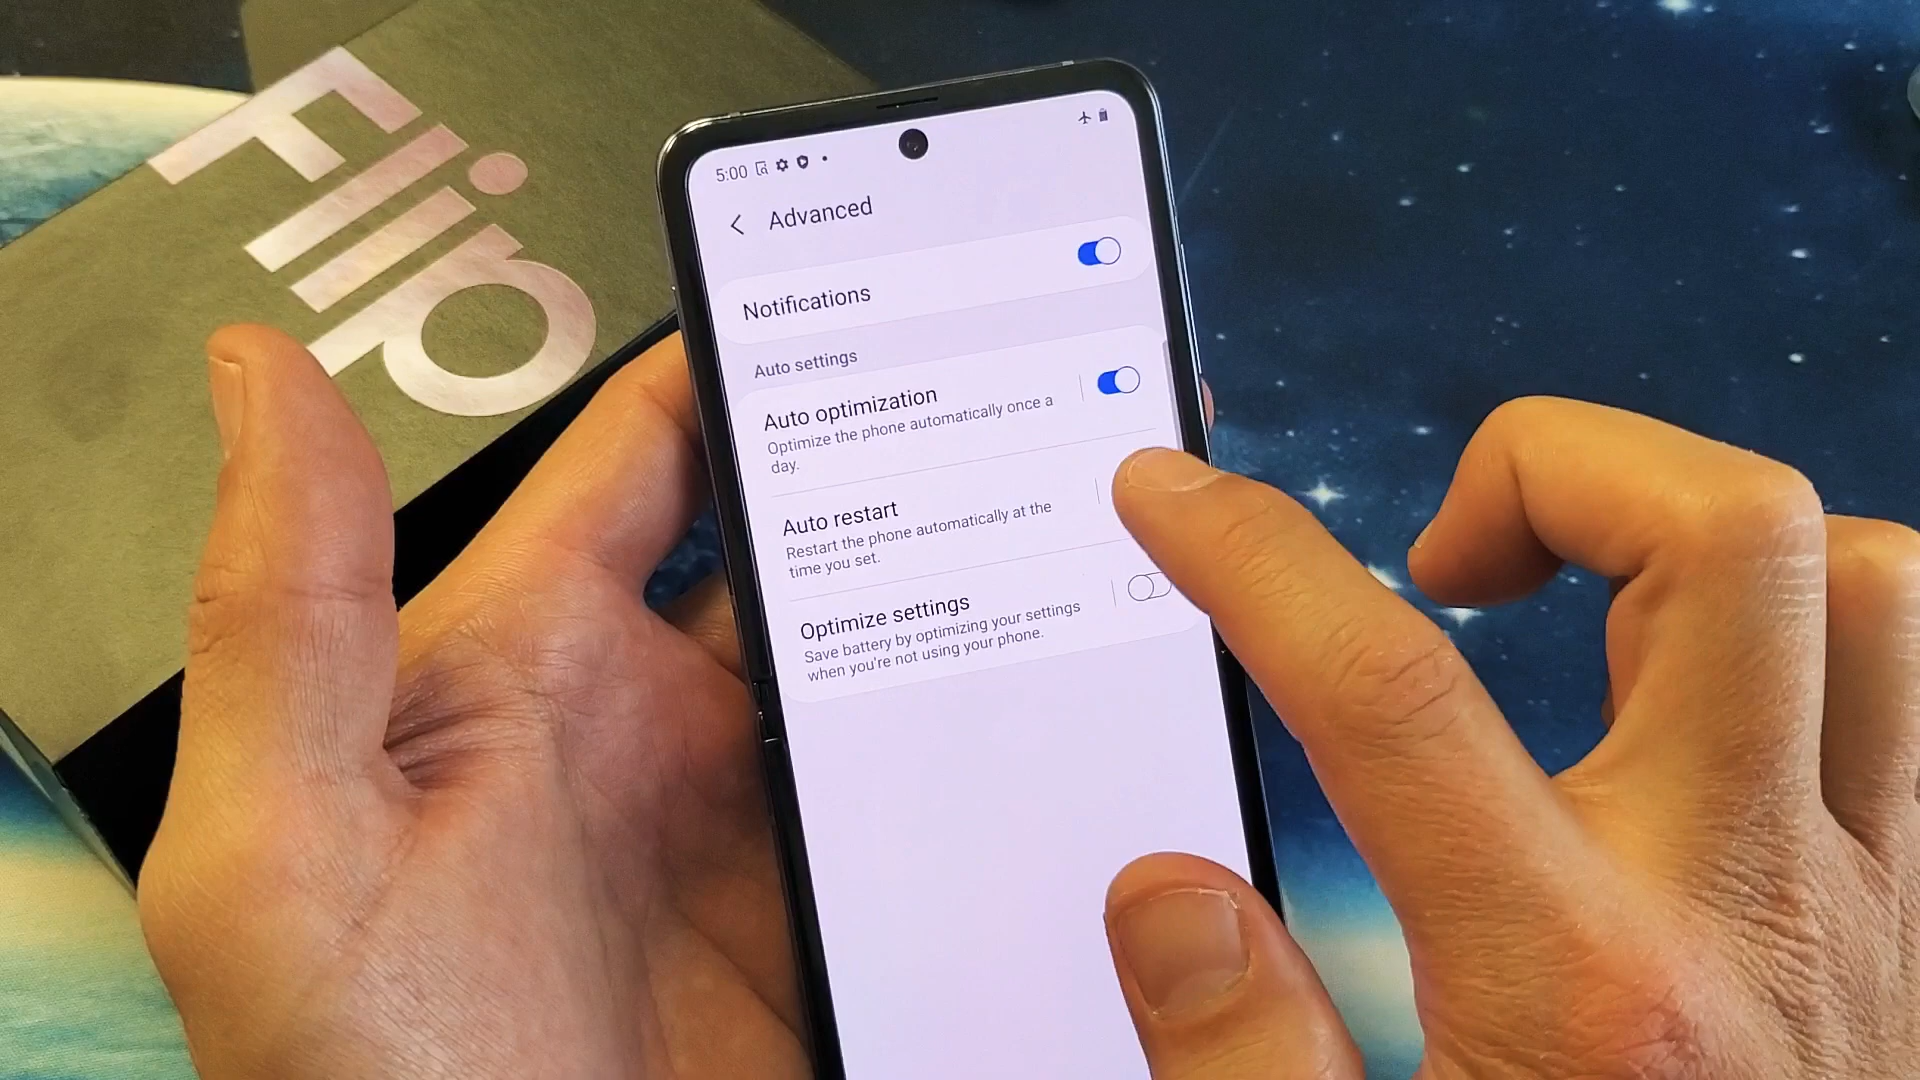 Flip
5:00
Advanced
Notifications
Auto settings
Auto optimization
Optimize the phone automatically once a
day.
Auto restart
Restart the phone automatically at the
time you set.
Optimize settings
Save battery by optimizing your settings
when you're not using your phone.